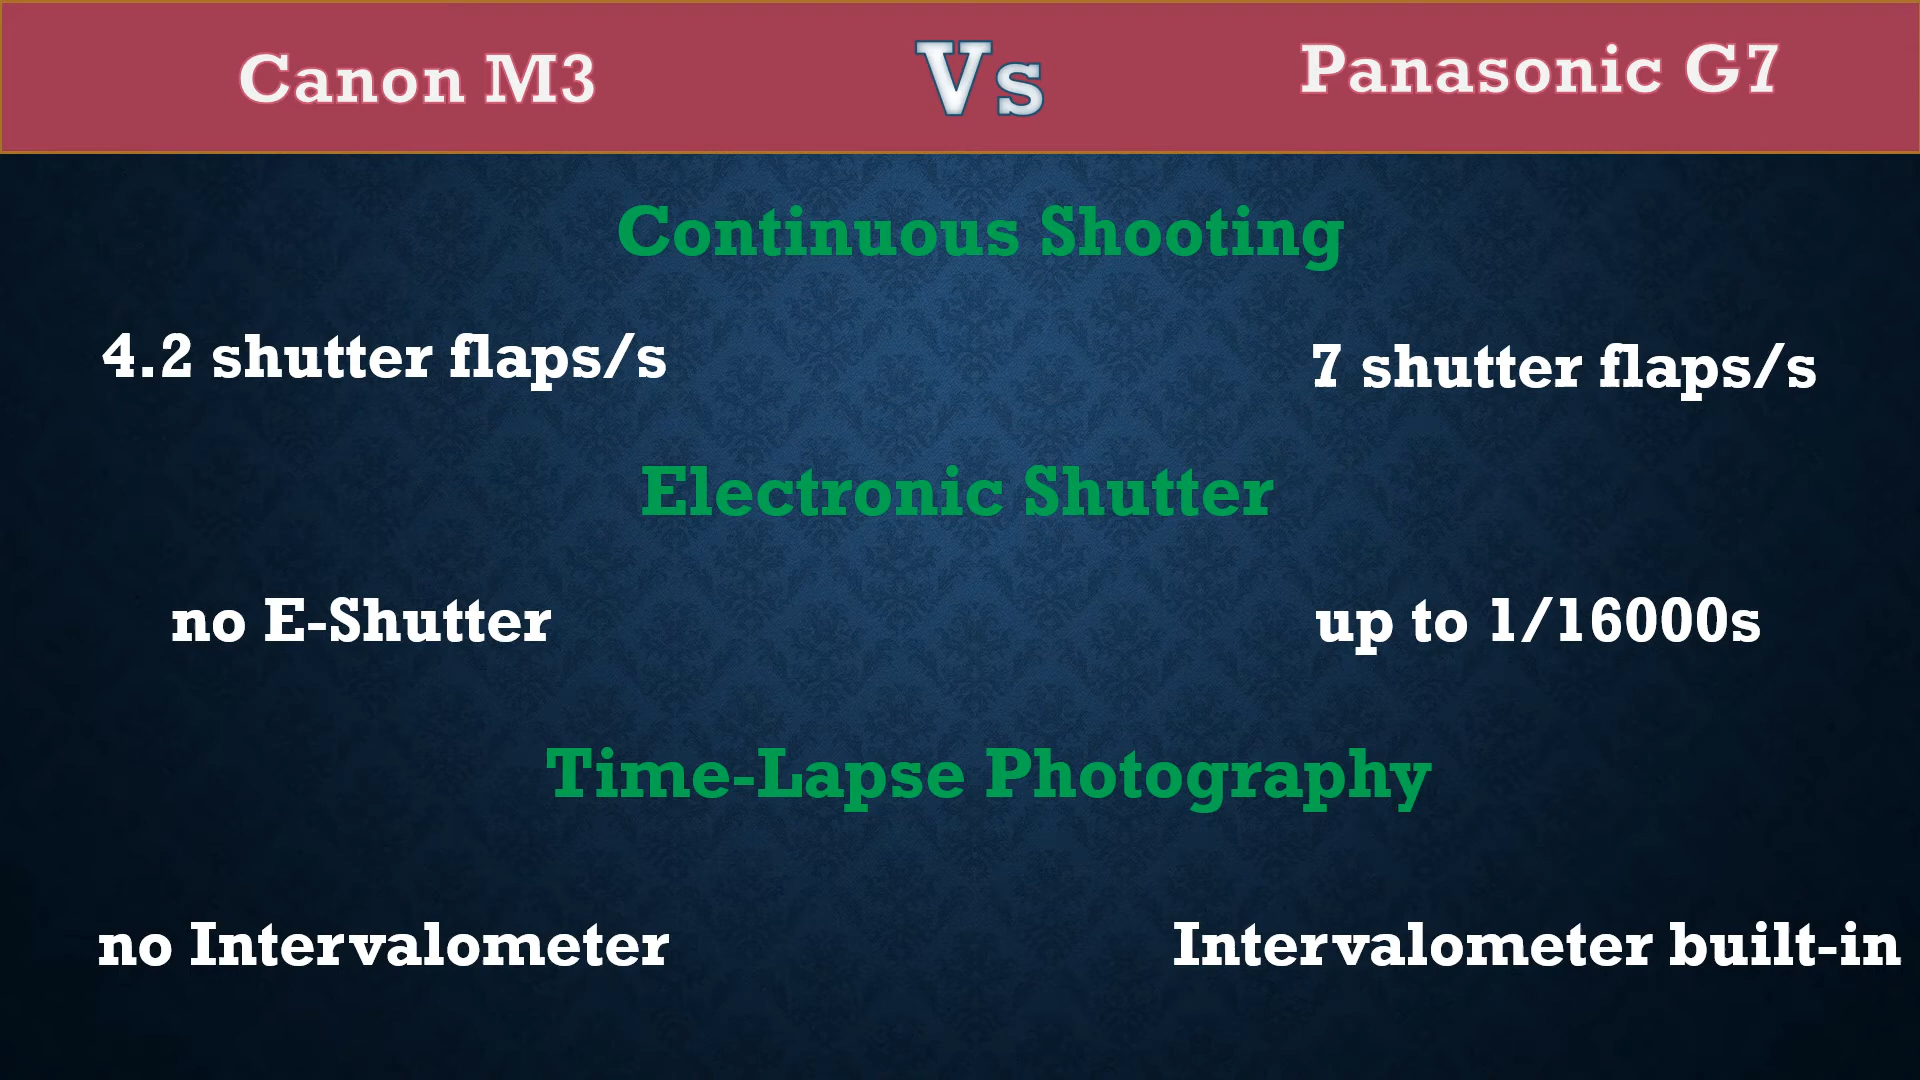 Canon M3 Vs Panasonic G7
Continuous Shooting
4.2 shutter flaps/s 7 shutter flaps/s
Electronic Shutter
no E-Shutter up to 1/16000s
Time-Lapse Photography
no Intervalometer Intervalometer built-in